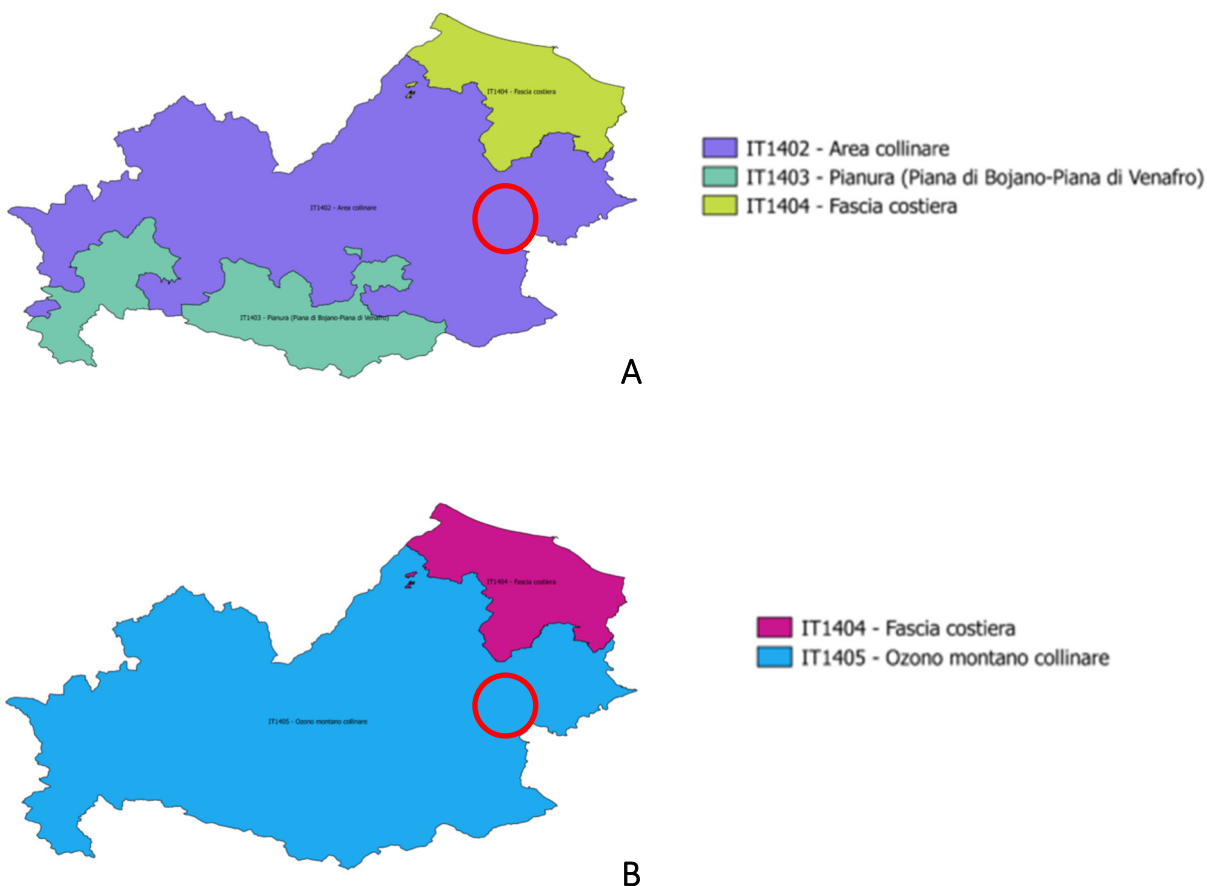 IT1404 - Fascia costiera
IT1402 - Area collinare
IT1403 - Pianura (Piana di Bojano-Piana di Venafro)
IT1402 - Area collinare
IT1403 - Pianura (Piana di Bojano-Piana di Venafro)
IT1404 - Fascia costiera
A
IT1404 - Fascia costiera
IT1405 - Ozono montano collinare
IT1404 - Fascia costiera
IT1405 - Ozono montano collinare
B